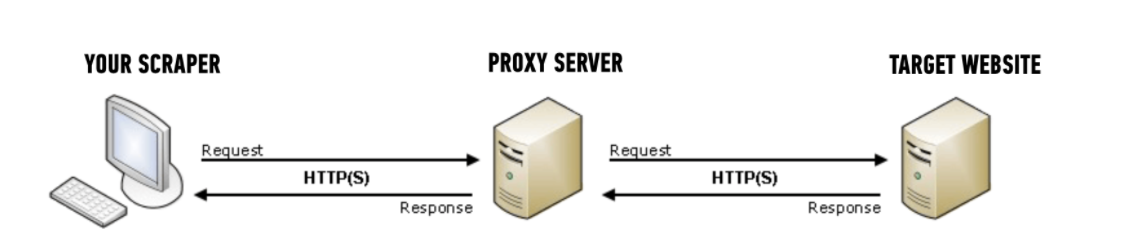 YOUR SCRAPER
PROXY SERVER
TARGET WEBSITE
Request
HTTP(S)
Response
Request
HTTP(S)
Response